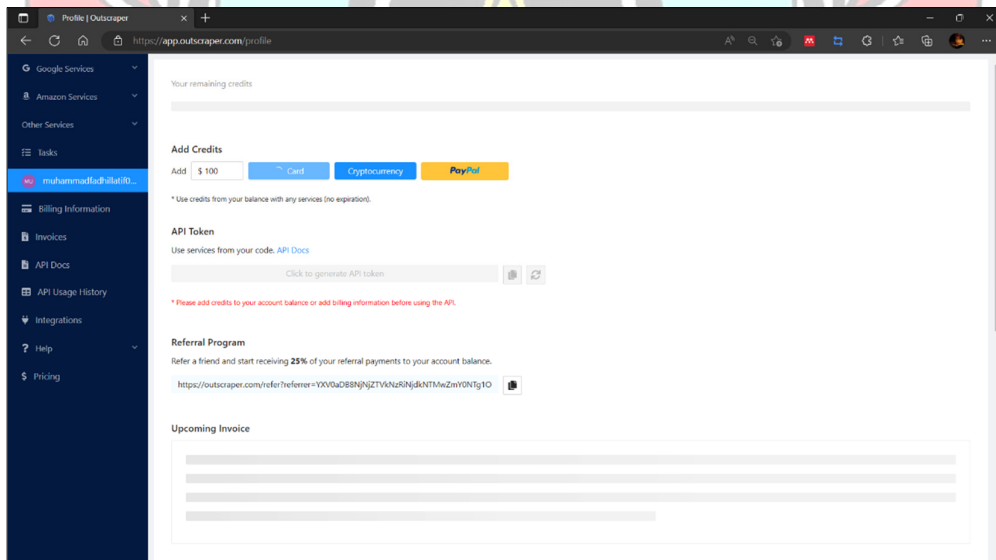 Profile | Outscraper
https://app.outscraper.com/profile
Google Services
Amazon Services
Other Services
Tasks
MU muhammadfadhillatif0...
Billing Information
Invoices
API Docs
API Usage History
Integrations
? Help
$ Pricing
Your remaining credits
Add Credits
Add $ 100 Card Cryptocurrency PayPal
* Use credits from your balance with any services (no expiration).
API Token
Use services from your code. API Docs
Click to generate API token
* Please add credits to your account balance or add billing information before using the API.
Referral Program
Refer a friend and start receiving 25% of your referral payments to your account balance.
https://outscraper.com/refer?referrer=YXV0aDB8NjNjZTVkNzRiNjdkNTMwZmY0NTg1O
Upcoming Invoice